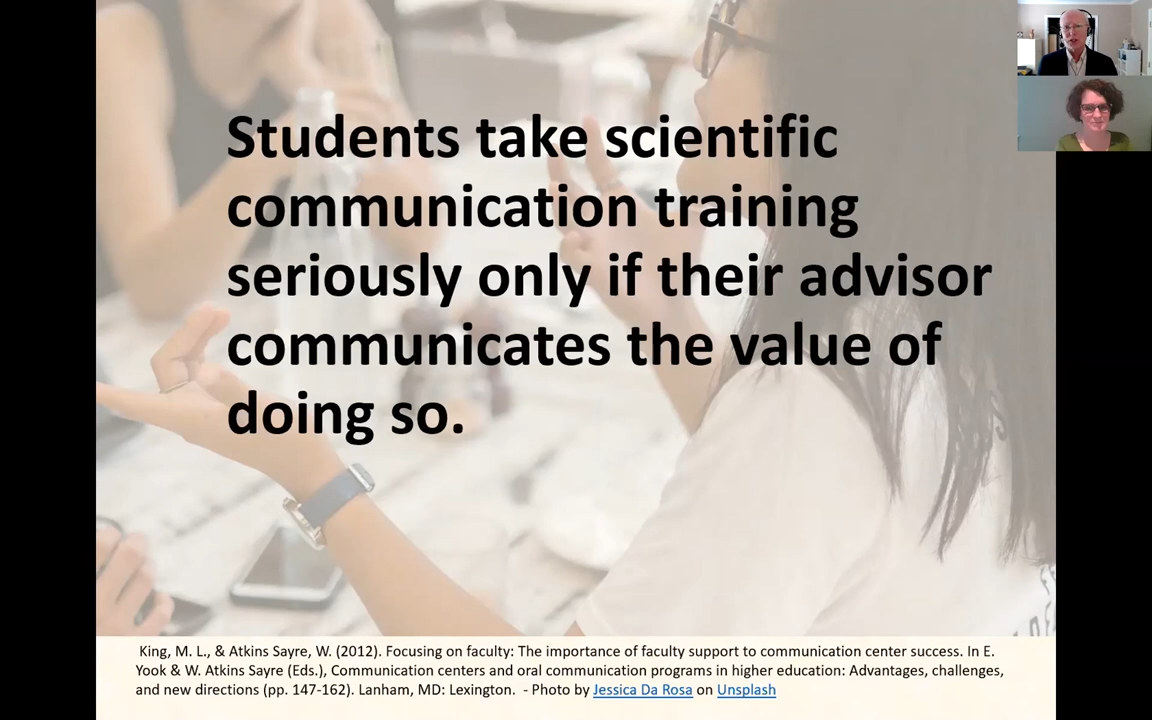 Students take scientific
communication training
seriously only if their advisor
communicates the value of
doing so.
King, M. L., & Atkins Sayre, W. (2012). Focusing on faculty: The importance of faculty support to communication center success. In E.
Yook & W. Atkins Sayre (Eds.), Communication centers and oral communication programs in higher education: Advantages, challenges,
and new directions (pp. 147-162). Lanham, MD: Lexington.  - Photo by Jessica Da Rosa on Unsplash